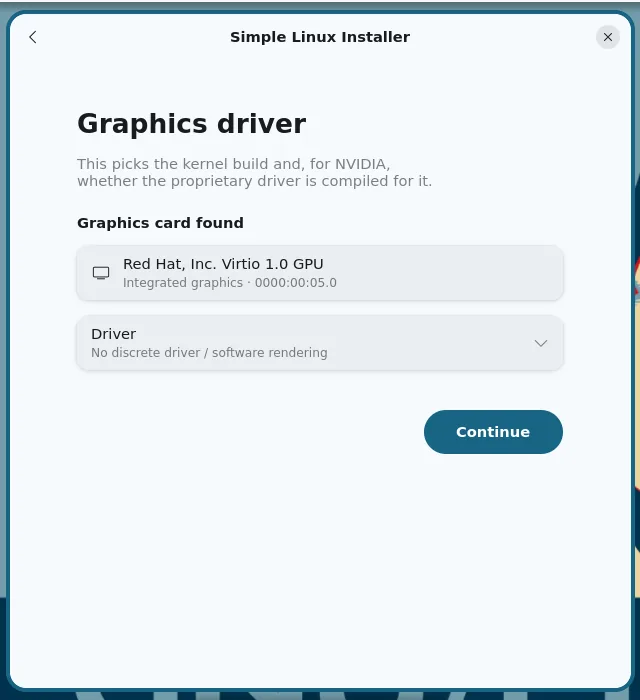 Simple Linux Installer
Graphics driver
This picks the kernel build and, for NVIDIA,
whether the proprietary driver is compiled for it.
Graphics card found
Red Hat, Inc. Virtio 1.0 GPU
Integrated graphics · 0000:00:05.0
Driver
No discrete driver / software rendering
Continue